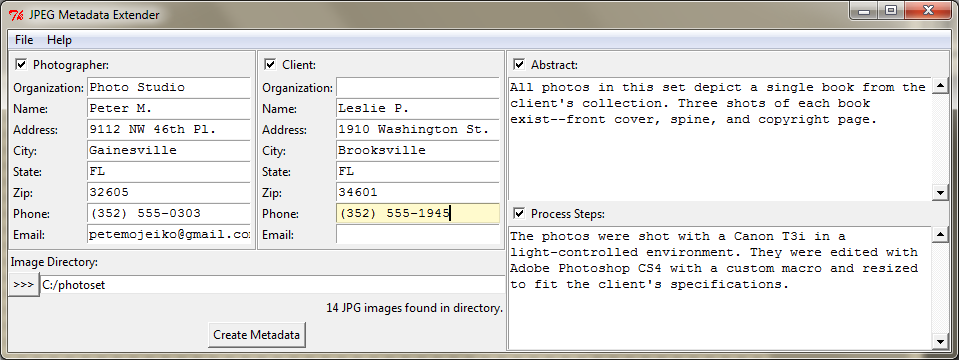 JPEG Metadata Extender
File Help
Photographer:
Organization: Photo Studio
Name: Peter M.
Address: 9112 NW 46th Pl.
City: Gainesville
State: FL
Zip: 32605
Phone: (352) 555-0303
Email: petemojeiko@gmail.co
Client:
Organization:
Name: Leslie P.
Address: 1910 Washington St.
City: Brooksville
State: FL
Zip: 34601
Phone: (352) 555-1945
Email:
Image Directory:
>>> C:/photoset
14 JPG images found in directory.
Create Metadata
Abstract:
All photos in this set depict a single book from the
client's collection. Three shots of each book
exist--front cover, spine, and copyright page.
Process Steps:
The photos were shot with a Canon T3i in a
light-controlled environment. They were edited with
Adobe Photoshop CS4 with a custom macro and resized
to fit the client's specifications.